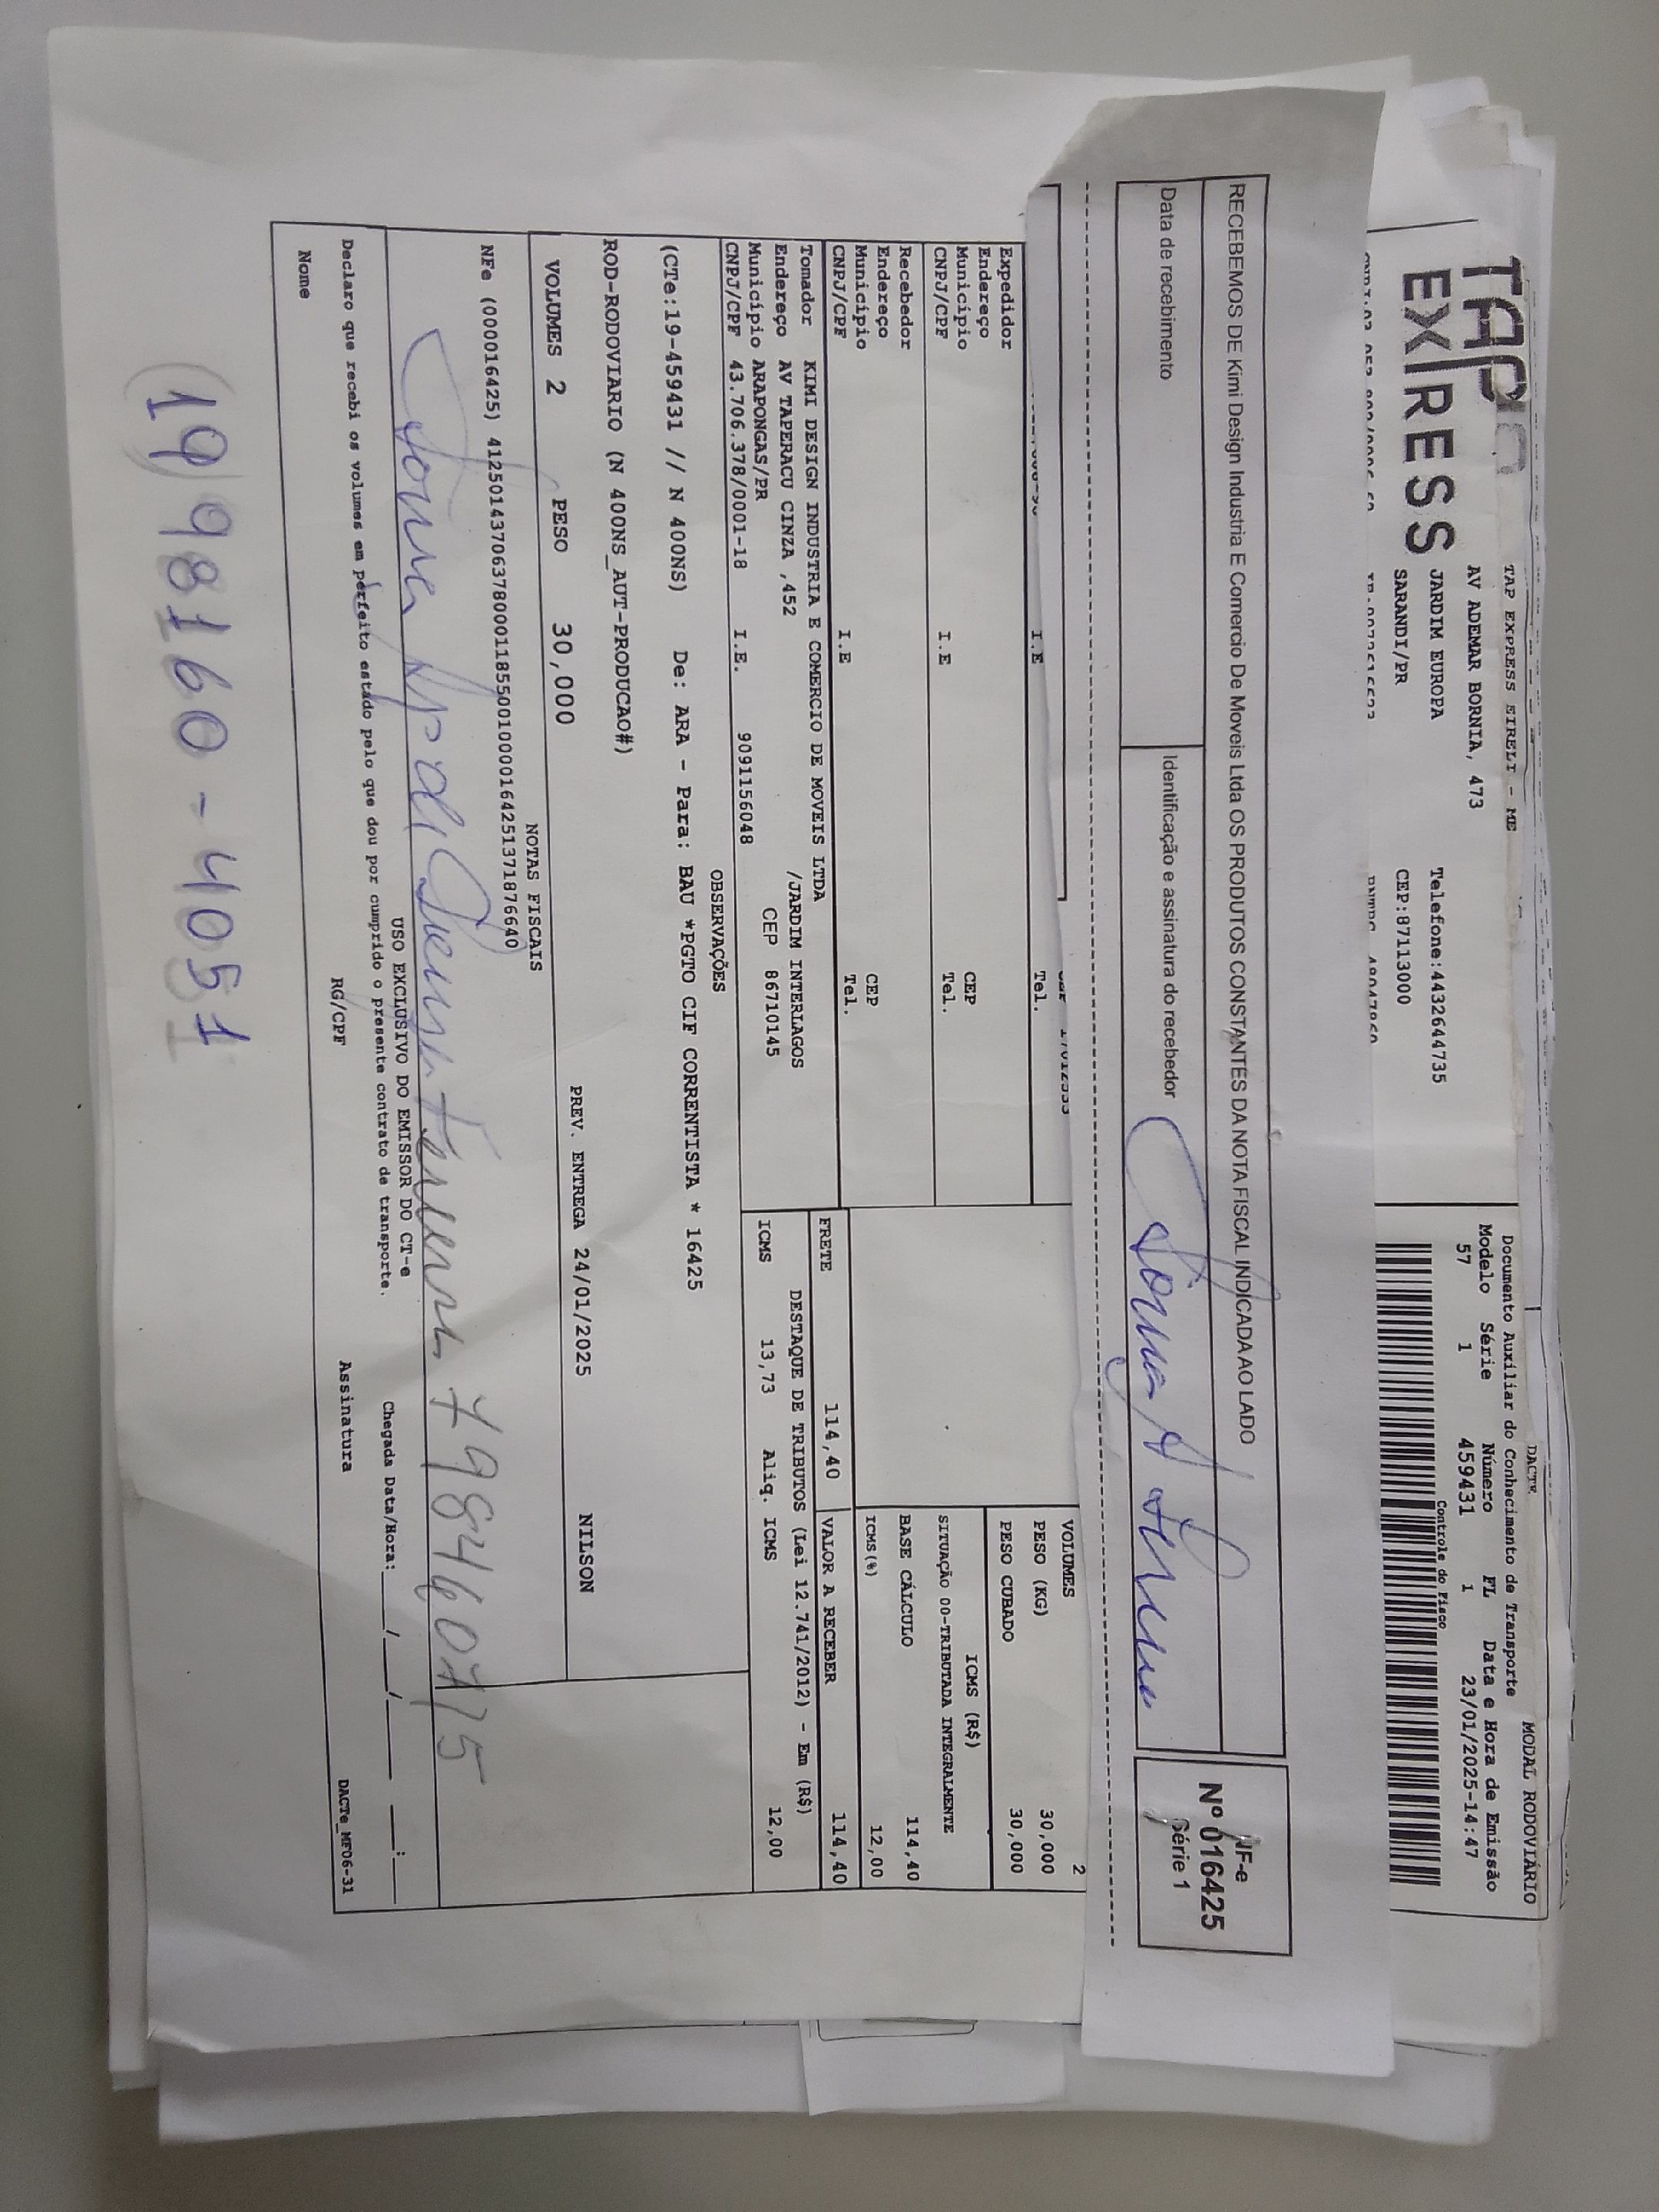 TAP
EXPRESS
TAP EXPRESS EIRELI - ME
AV ADEMAR BORNIA, 473
JARDIM EUROPA Telefone:4432644735
SARANDI/PR CEP:87113000
DACTE MODAL RODOVIÁRIO
Documento Auxiliar do Conhecimento de Transporte
Modelo Série Número FL Data e Hora de Emissão
57 1 459431 1 23/01/2025-14:47
Controle do Fisco
RECEBEMOS DE Kimi Design Industria E Comercio De Moveis Ltda OS PRODUTOS CONSTANTES DA NOTA FISCAL INDICADA AO LADO
Data de recebimento
Identificação e assinatura do recebedor
NF-e
Nº 016425
Série 1
I.E Tel.
Expedidor
Endereço
Município CEP
CNPJ/CPF I.E Tel.
Recebedor
Endereço
Município CEP
CNPJ/CPF I.E Tel.
Tomador KIMI DESIGN INDUSTRIA E COMERCIO DE MOVEIS LTDA
Endereço AV TAPERACU CINZA ,452 /JARDIM INTERLAGOS
Município ARAPONGAS/PR CEP 86710145
CNPJ/CPF 43.706.378/0001-18 I.E. 9091156048
VOLUMES 2
PESO (KG) 30,000
PESO CUBADO 30,000
ICMS (R$)
SITUAÇÃO 00-TRIBUTADA INTEGRALMENTE
BASE CÁLCULO 114,40
ICMS(%) 12,00
FRETE 114,40 VALOR A RECEBER 114,40
DESTAQUE DE TRIBUTOS (Lei 12.741/2012) - Em (R$)
ICMS 13,73 Aliq. ICMS 12,00
OBSERVAÇÕES
(CTe:19-459431 // N 400NS) De: ARA - Para: BAU *PGTO CIF CORRENTISTA * 16425
ROD-RODOVIARIO (N 400NS_AUT-PRODUCAO#)
VOLUMES 2 PESO 30,000 PREV. ENTREGA 24/01/2025 NILSON
NOTAS FISCAIS
NFe (000016425) 41250143706378000118550010000164251371876640
798460715
USO EXCLUSIVO DO EMISSOR DO CT-e
Declaro que recebi os volumes em perfeito estado pelo que dou por cumprido o presente contrato de transporte. Chegada Data/Hora: __/__/__ __:__
Nome RG/CPF Assinatura DACTe_MF06-31
(19) 98160-4051